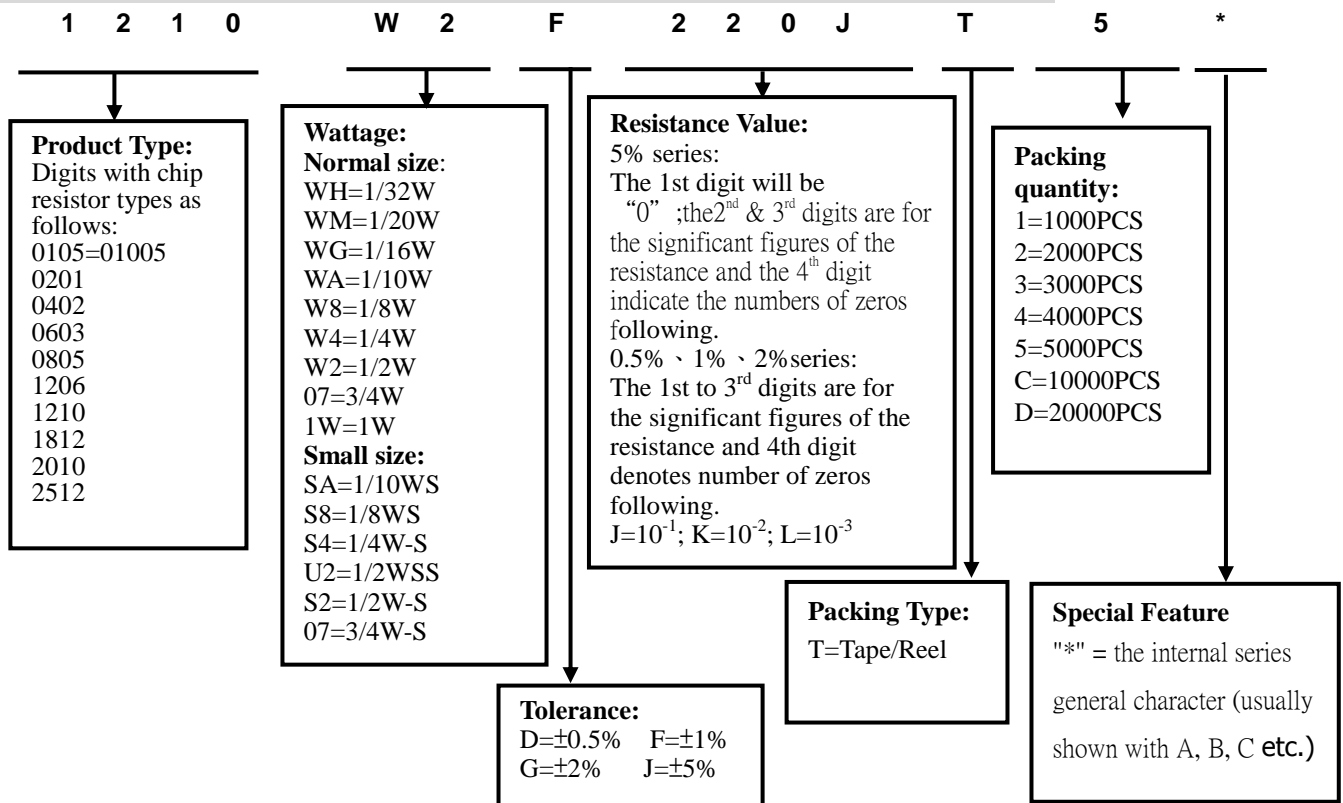 1 2 1 0 W 2 F 2 2 0 J T 5 *
Product Type:
Digits with chip
resistor types as
follows:
0105=01005
0201
0402
0603
0805
1206
1210
1812
2010
2512
Wattage:
Normal size:
WH=1/32W
WM=1/20W
WG=1/16W
WA=1/10W
W8=1/8W
W4=1/4W
W2=1/2W
07=3/4W
1W=1W
Small size:
SA=1/10WS
S8=1/8WS
S4=1/4W-S
U2=1/2WSS
S2=1/2W-S
07=3/4W-S
Tolerance:
D=±0.5% F=±1%
G=±2% J=±5%
Resistance Value:
5% series:
The 1st digit will be
“0” ;the2nd & 3rd digits are for
the significant figures of the
resistance and the 4th digit
indicate the numbers of zeros
following.
0.5%、1%、2%series:
The 1st to 3rd digits are for
the significant figures of the
resistance and 4th digit
denotes number of zeros
following.
J=10-1; K=10-2; L=10-3
Packing Type:
T=Tape/Reel
Packing
quantity:
1=1000PCS
2=2000PCS
3=3000PCS
4=4000PCS
5=5000PCS
C=10000PCS
D=20000PCS
Special Feature
"*" = the internal series
general character (usually
shown with A, B, C etc.)